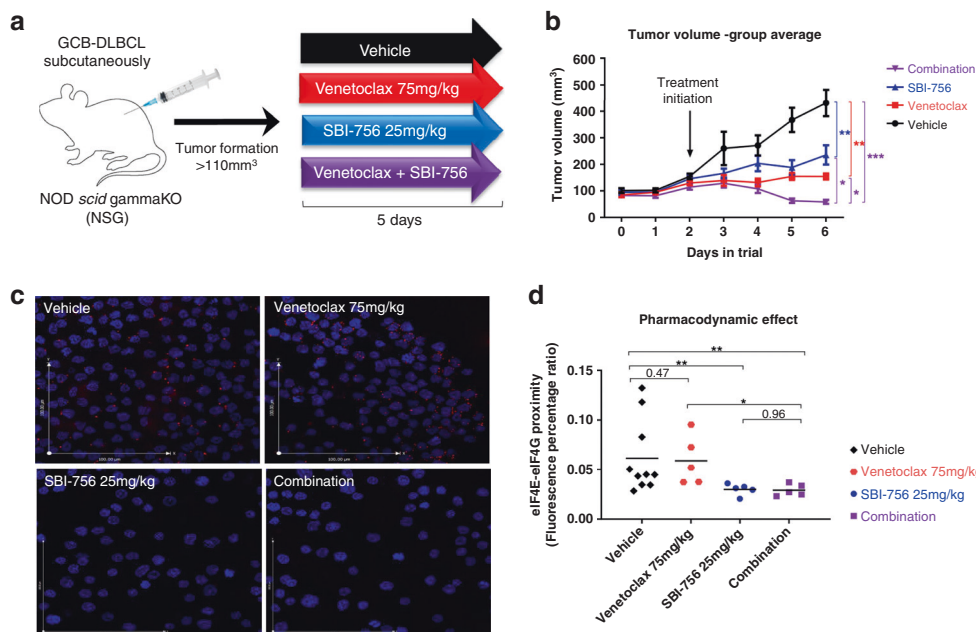 a
GCB-DLBCL
subcutaneously
NOD scid gammaKO
(NSG)
Tumor formation
>110mm³
Vehicle
Venetoclax 75mg/kg
SBI-756 25mg/kg
Venetoclax + SBI-756
5 days
b
Tumor volume -group average
Tumor volume (mm³)
600
500
400
300
200
100
0
Treatment
initiation
0 1 2 3 4 5 6
Days in trial
Combination
SBI-756
Venetoclax
Vehicle
**
**
***
*
*
c
Vehicle
Venetoclax 75mg/kg
SBI-756 25mg/kg
Combination
d
Pharmacodynamic effect
eIF4E-eIF4G proximity
(Fluorescence percentage ratio)
0.15
0.10
0.05
0.00
**
**
0.47
*
0.96
Vehicle
Venetoclax 75mg/kg
SBI-756 25mg/kg
Combination
Vehicle
Venetoclax 75mg/k
SBI-756 25mg/kg
Combination